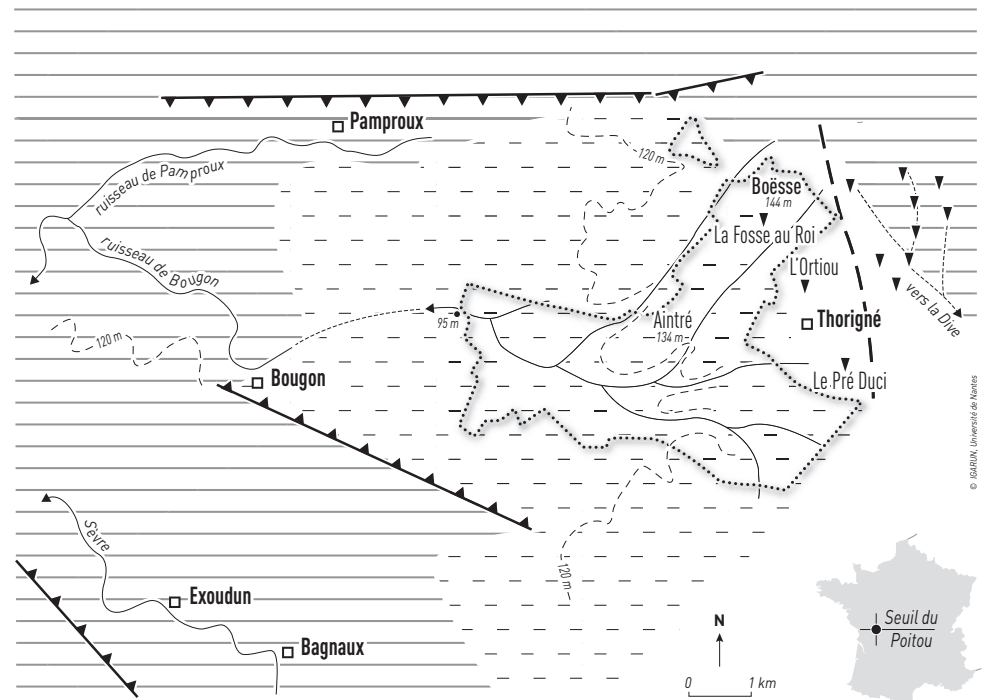 Pamproux
120 m
ruisseau de Pamproux
Boësse
144 m
ruisseau de Bougon
La Fosse au Roi
L'Ortiou
vers la Dive
95 m
Aintré
134 m
Thorigné
120 m
Bougon
Le Pré Duci
© IGARUN, Université de Nantes
Sèvre
120 m
Exoudun
Bagnaux
N
0 1 km
Seuil du
Poitou